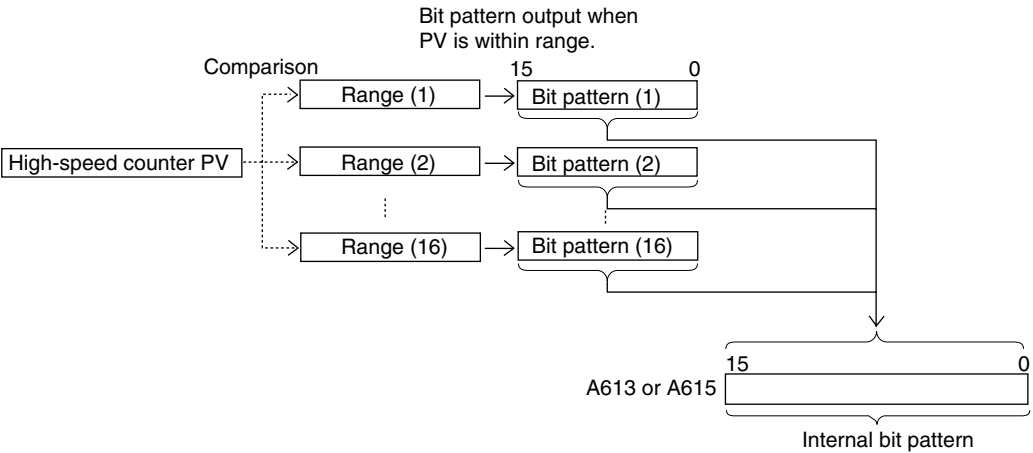 Bit pattern output when
PV is within range.
Comparison
15 0
Range (1) Bit pattern (1)
High-speed counter PV Range (2) Bit pattern (2)
Range (16) Bit pattern (16)
15 0
A613 or A615
Internal bit pattern